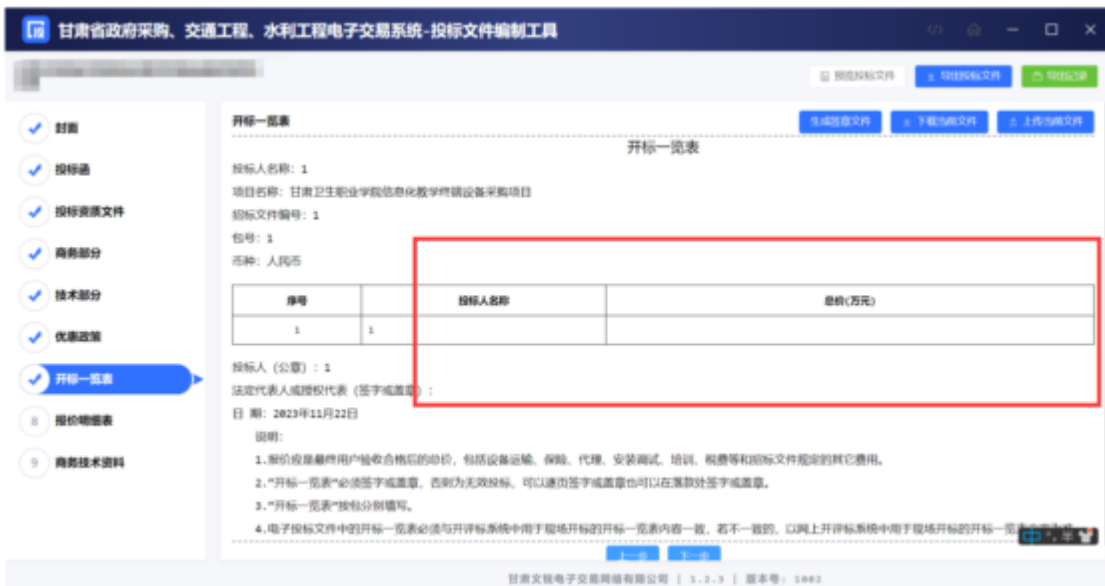 甘肃省政府采购、交通工程、水利工程电子交易系统-投标文件编制工具
预览投标文件
导出投标文件
导出记录
封面
投标函
投标资质文件
商务部分
技术部分
优惠政策
开标一览表
8 报价明细表
9 商务技术资料
开标一览表
生成签章文件
下载当前文件
上传当前文件
开标一览表
投标人名称：1
项目名称：甘肃卫生职业学院信息化教学终端设备采购项目
招标文件编号：1
包号：1
币种：人民币
序号 投标人名称 总价(万元)
1 1
投标人（公章）：1
法定代表人或授权代表（签字或盖章）：
日 期：2023年11月22日
说明：
1.报价应是最终用户验收合格后的总价，包括设备运输、保险、代理、安装调试、培训、税费等和招标文件规定的其它费用。
2."开标一览表"必须签字或盖章，否则为无效投标，可以逐页签字或盖章也可以在落款处签字或盖章。
3."开标一览表"按包分别填写。
4.电子投标文件中的开标一览表必须与开评标系统中用于现场开标的开标一览表内容一致，若不一致的，以网上开评标系统中用于现场开标的开标一览
中
半
上一步
下一步
甘肃文锐电子交易网络有限公司 | 1.2.3 | 版本号：1002